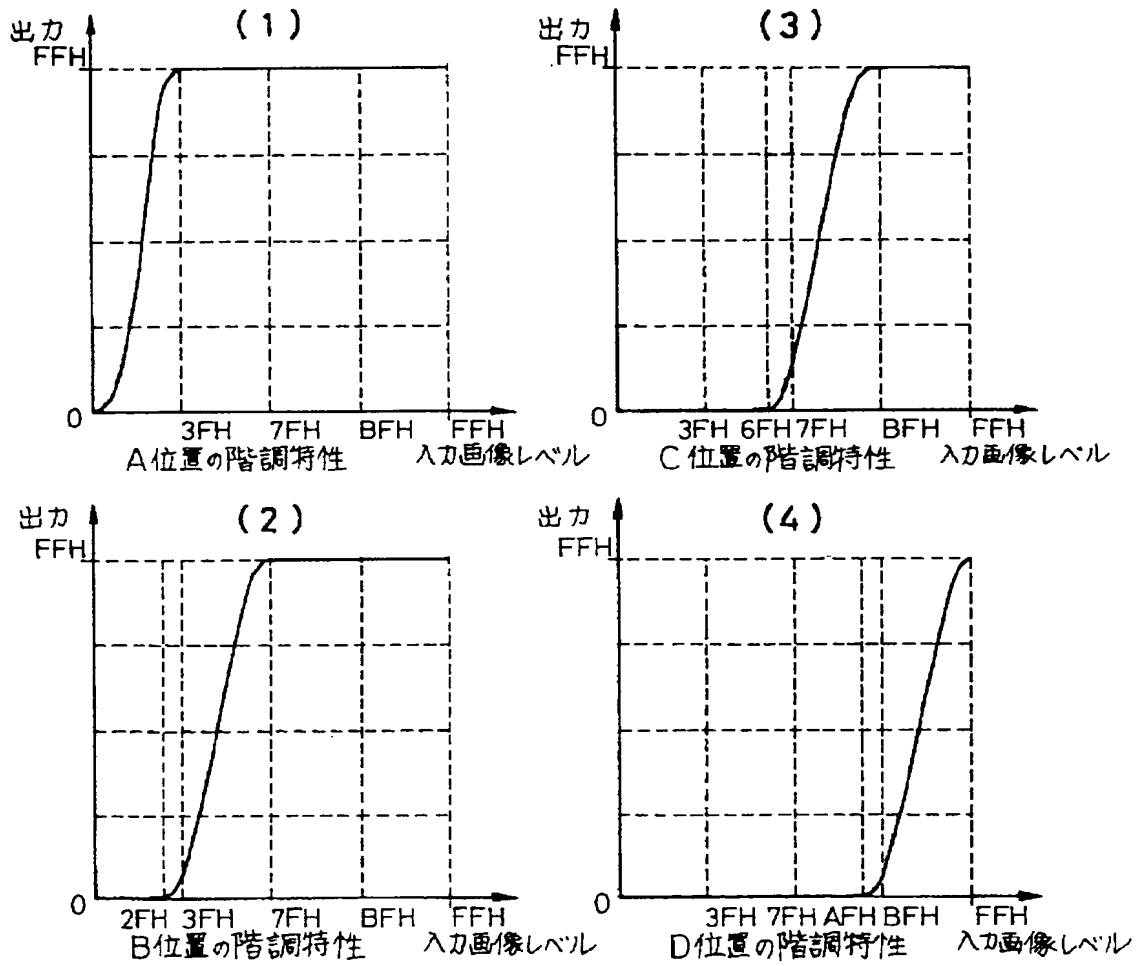 (1)
出力
FFH
0
3FH 7FH BFH FFH
A位置の階調特性 入力画像レベル
(3)
出力
FFH
0
3FH 6FH 7FH BFH FFH
C位置の階調特性 入力画像レベル
(2)
出力
FFH
0
2FH 3FH 7FH BFH FFH
B位置の階調特性 入力画像レベル
(4)
出力
FFH
0
3FH 7FH AFH BFH FFH
D位置の階調特性 入力画像レベル